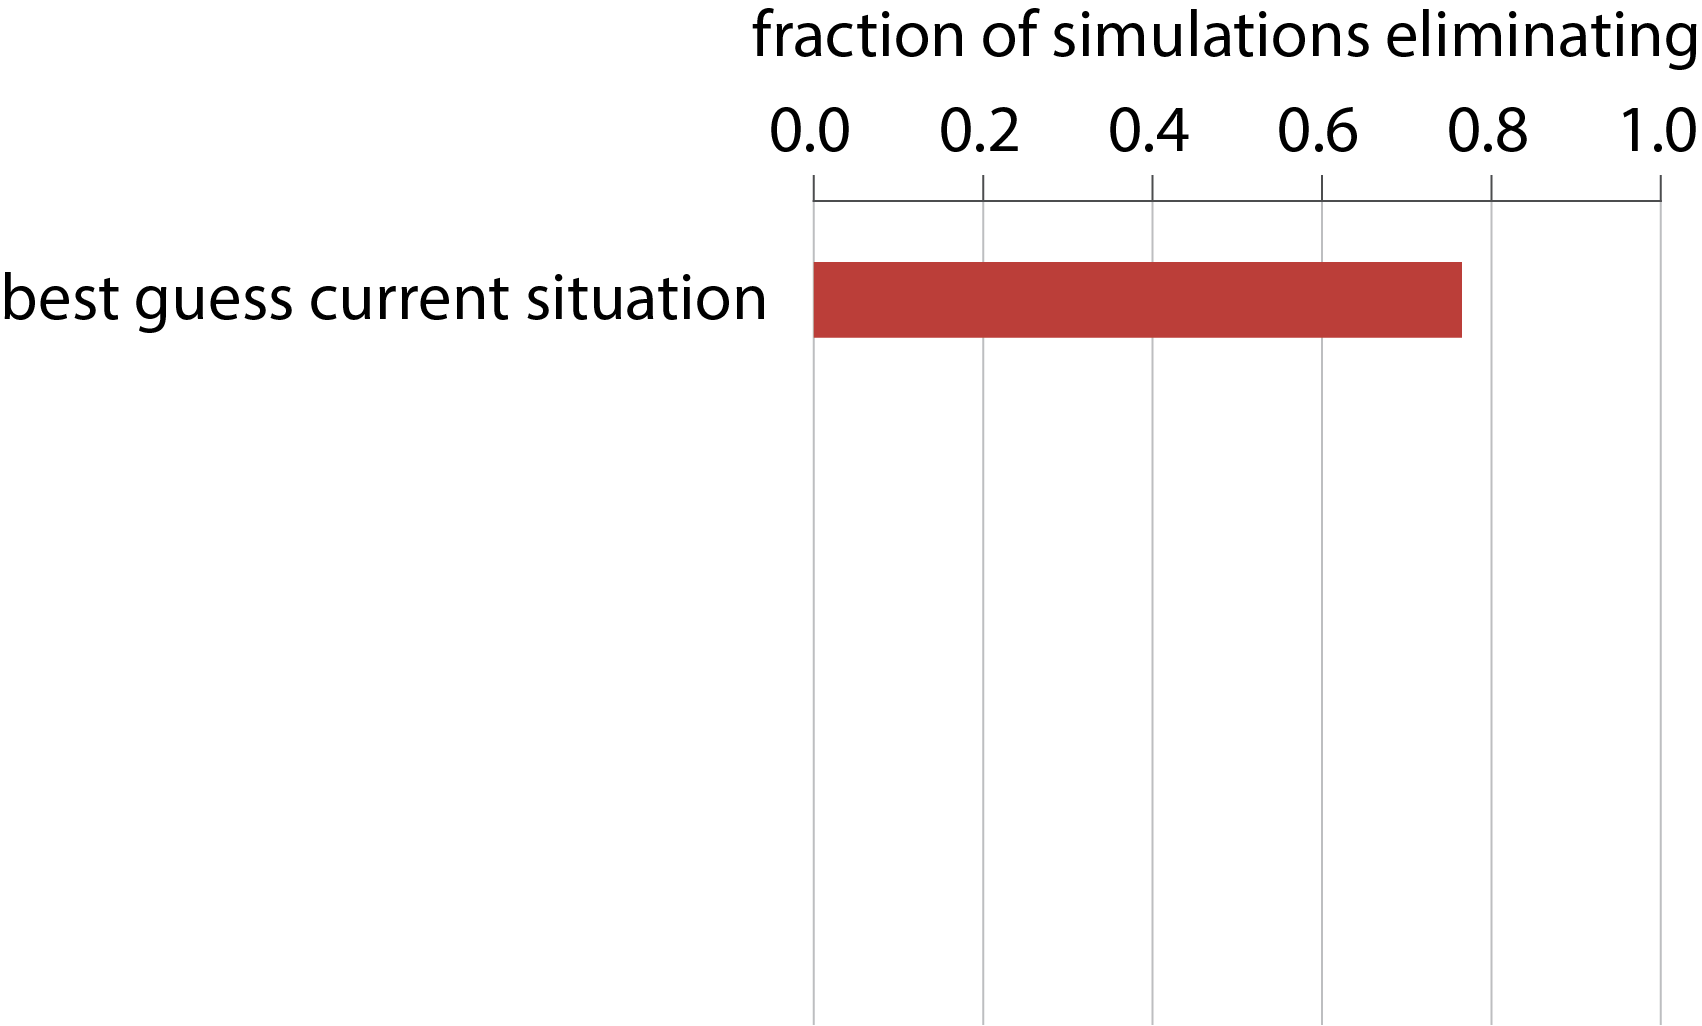 fraction of simulations eliminating
0.0 0.2 0.4 0.6 0.8 1.0
best guess current situation